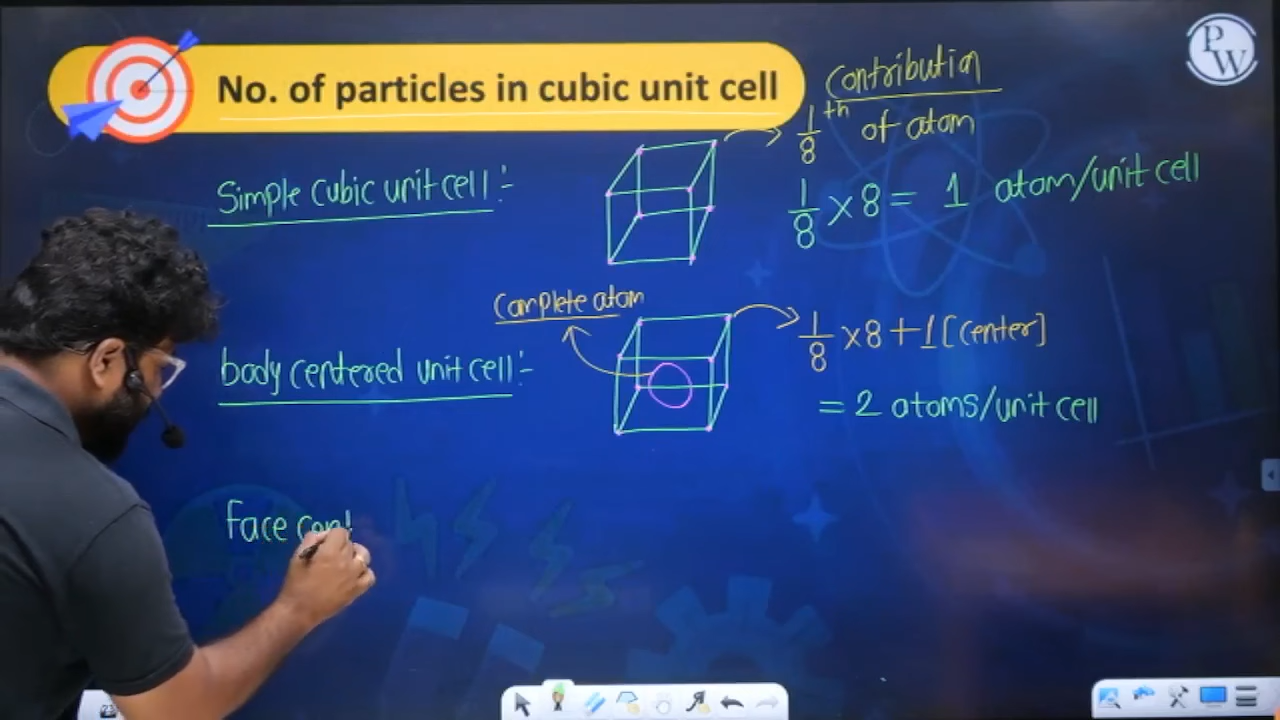 No. of particles in cubic unit cell
PW
Contribution
1/8 th of atom
Simple cubic unit cell :-
1/8 × 8 = 1 atom/unit cell
Complete atom
1/8 × 8 + 1 [center]
body centered unit cell :-
= 2 atoms/unit cell
Face